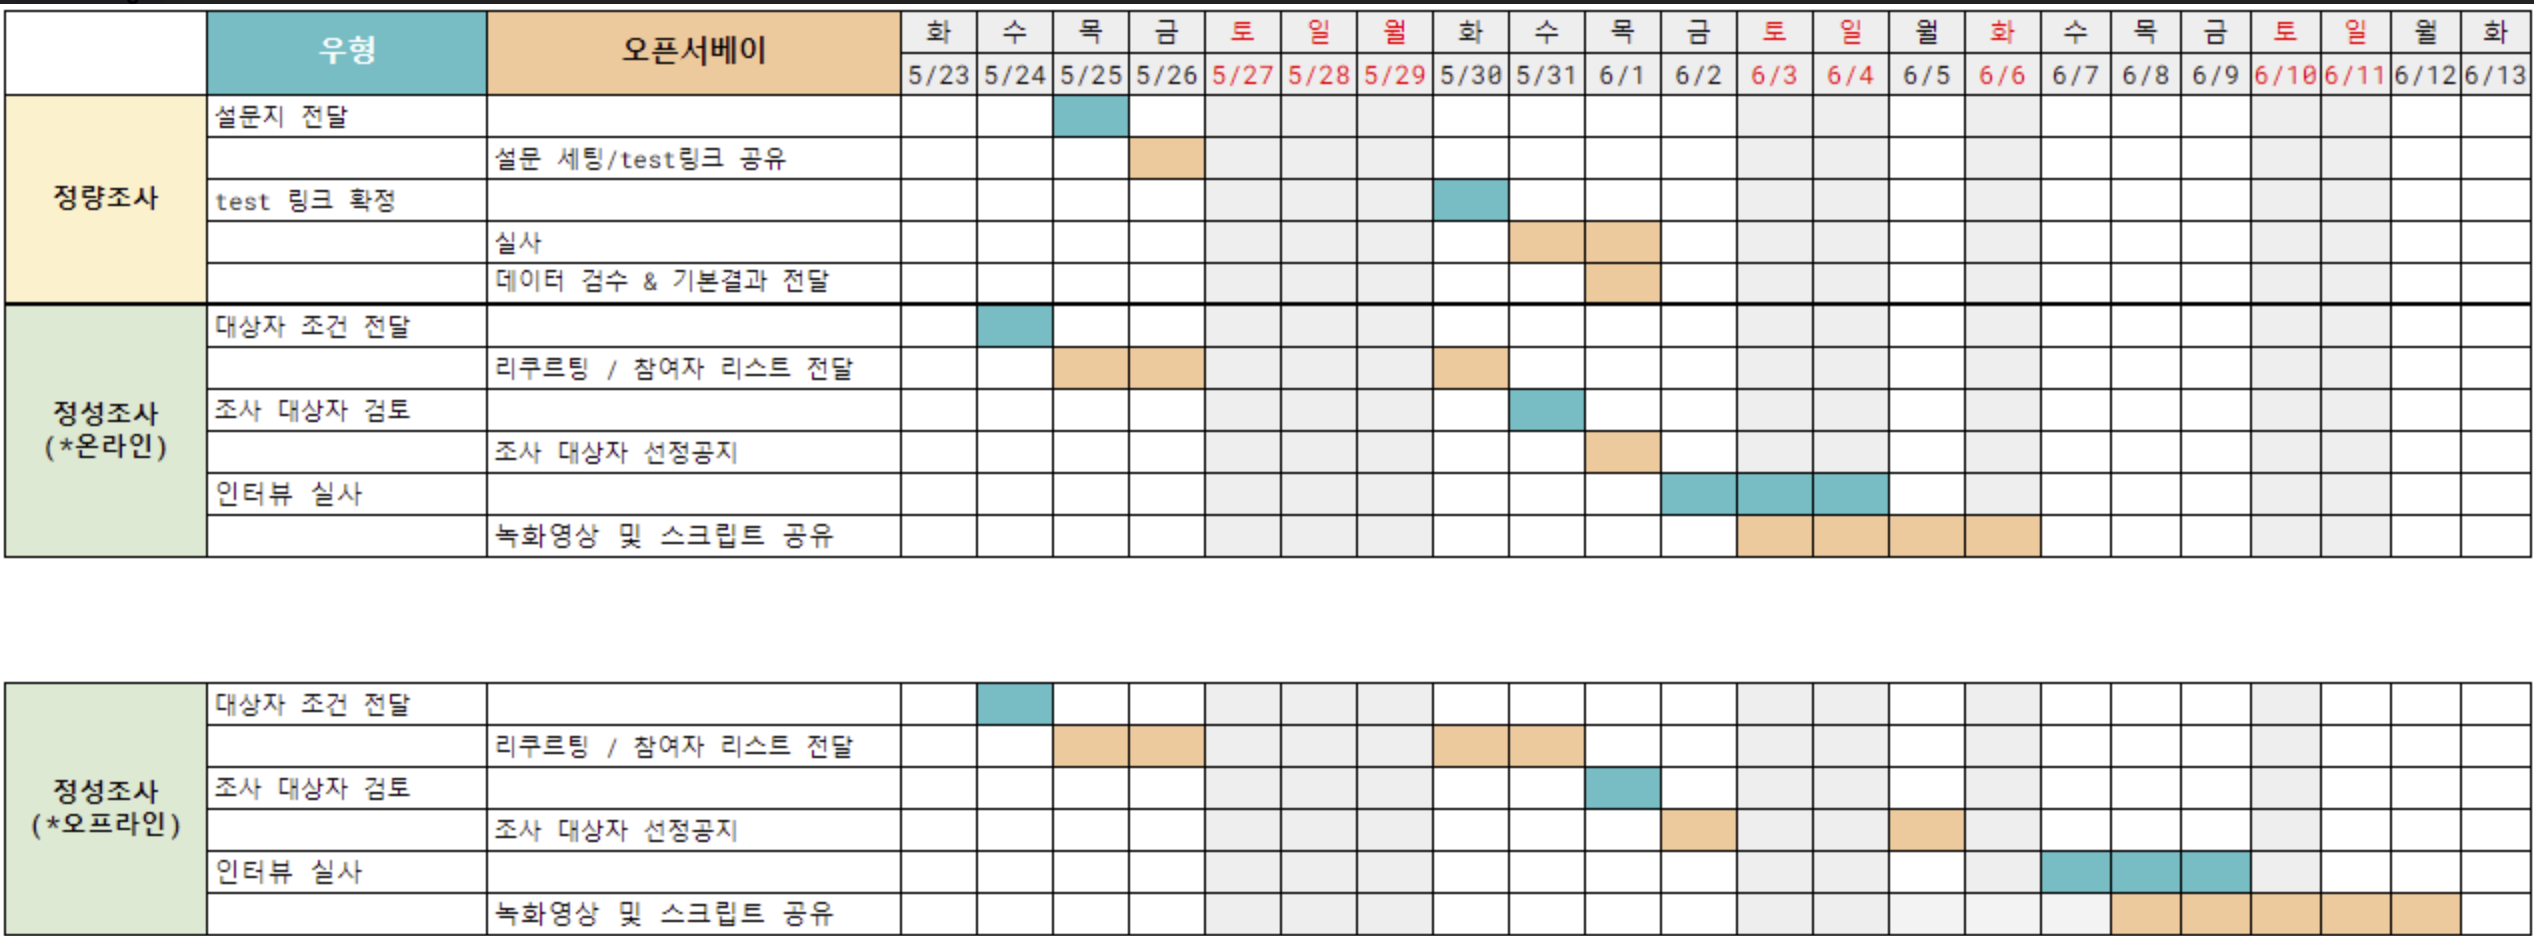 우형 오픈서베이 화 수 목 금 토 일 월 화 수 목 금 토 일 월 화 수 목 금 토 일 월 화
5/23 5/24 5/25 5/26 5/27 5/28 5/29 5/30 5/31 6/1 6/2 6/3 6/4 6/5 6/6 6/7 6/8 6/9 6/10 6/11 6/12 6/13
정량조사
설문지 전달
설문 세팅/test링크 공유
test 링크 확정
실사
데이터 검수 & 기본결과 전달
정성조사
(*온라인)
대상자 조건 전달
리쿠르팅 / 참여자 리스트 전달
조사 대상자 검토
조사 대상자 선정공지
인터뷰 실사
녹화영상 및 스크립트 공유
정성조사
(*오프라인)
대상자 조건 전달
리쿠르팅 / 참여자 리스트 전달
조사 대상자 검토
조사 대상자 선정공지
인터뷰 실사
녹화영상 및 스크립트 공유